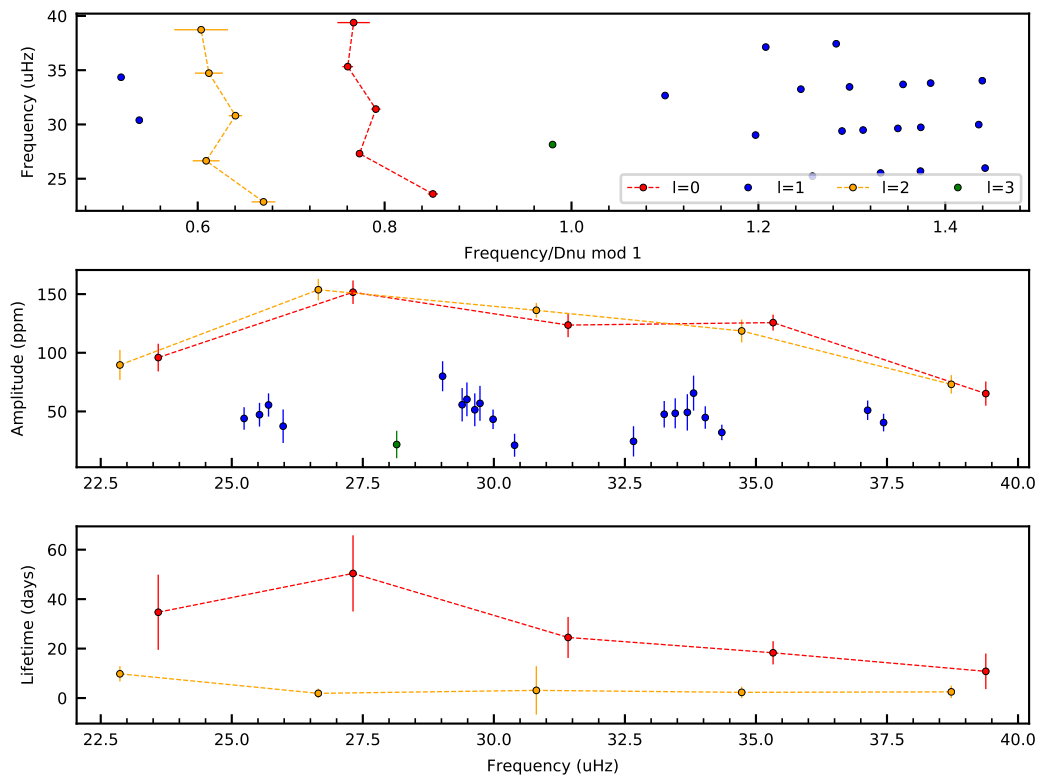 40
35
30
25
Frequency (uHz)
l=0 l=1 l=2 l=3
0.6 0.8 1.0 1.2 1.4
Frequency/Dnu mod 1
150
100
50
Amplitude (ppm)
22.5 25.0 27.5 30.0 32.5 35.0 37.5 40.0
60
40
20
0
Lifetime (days)
22.5 25.0 27.5 30.0 32.5 35.0 37.5 40.0
Frequency (uHz)